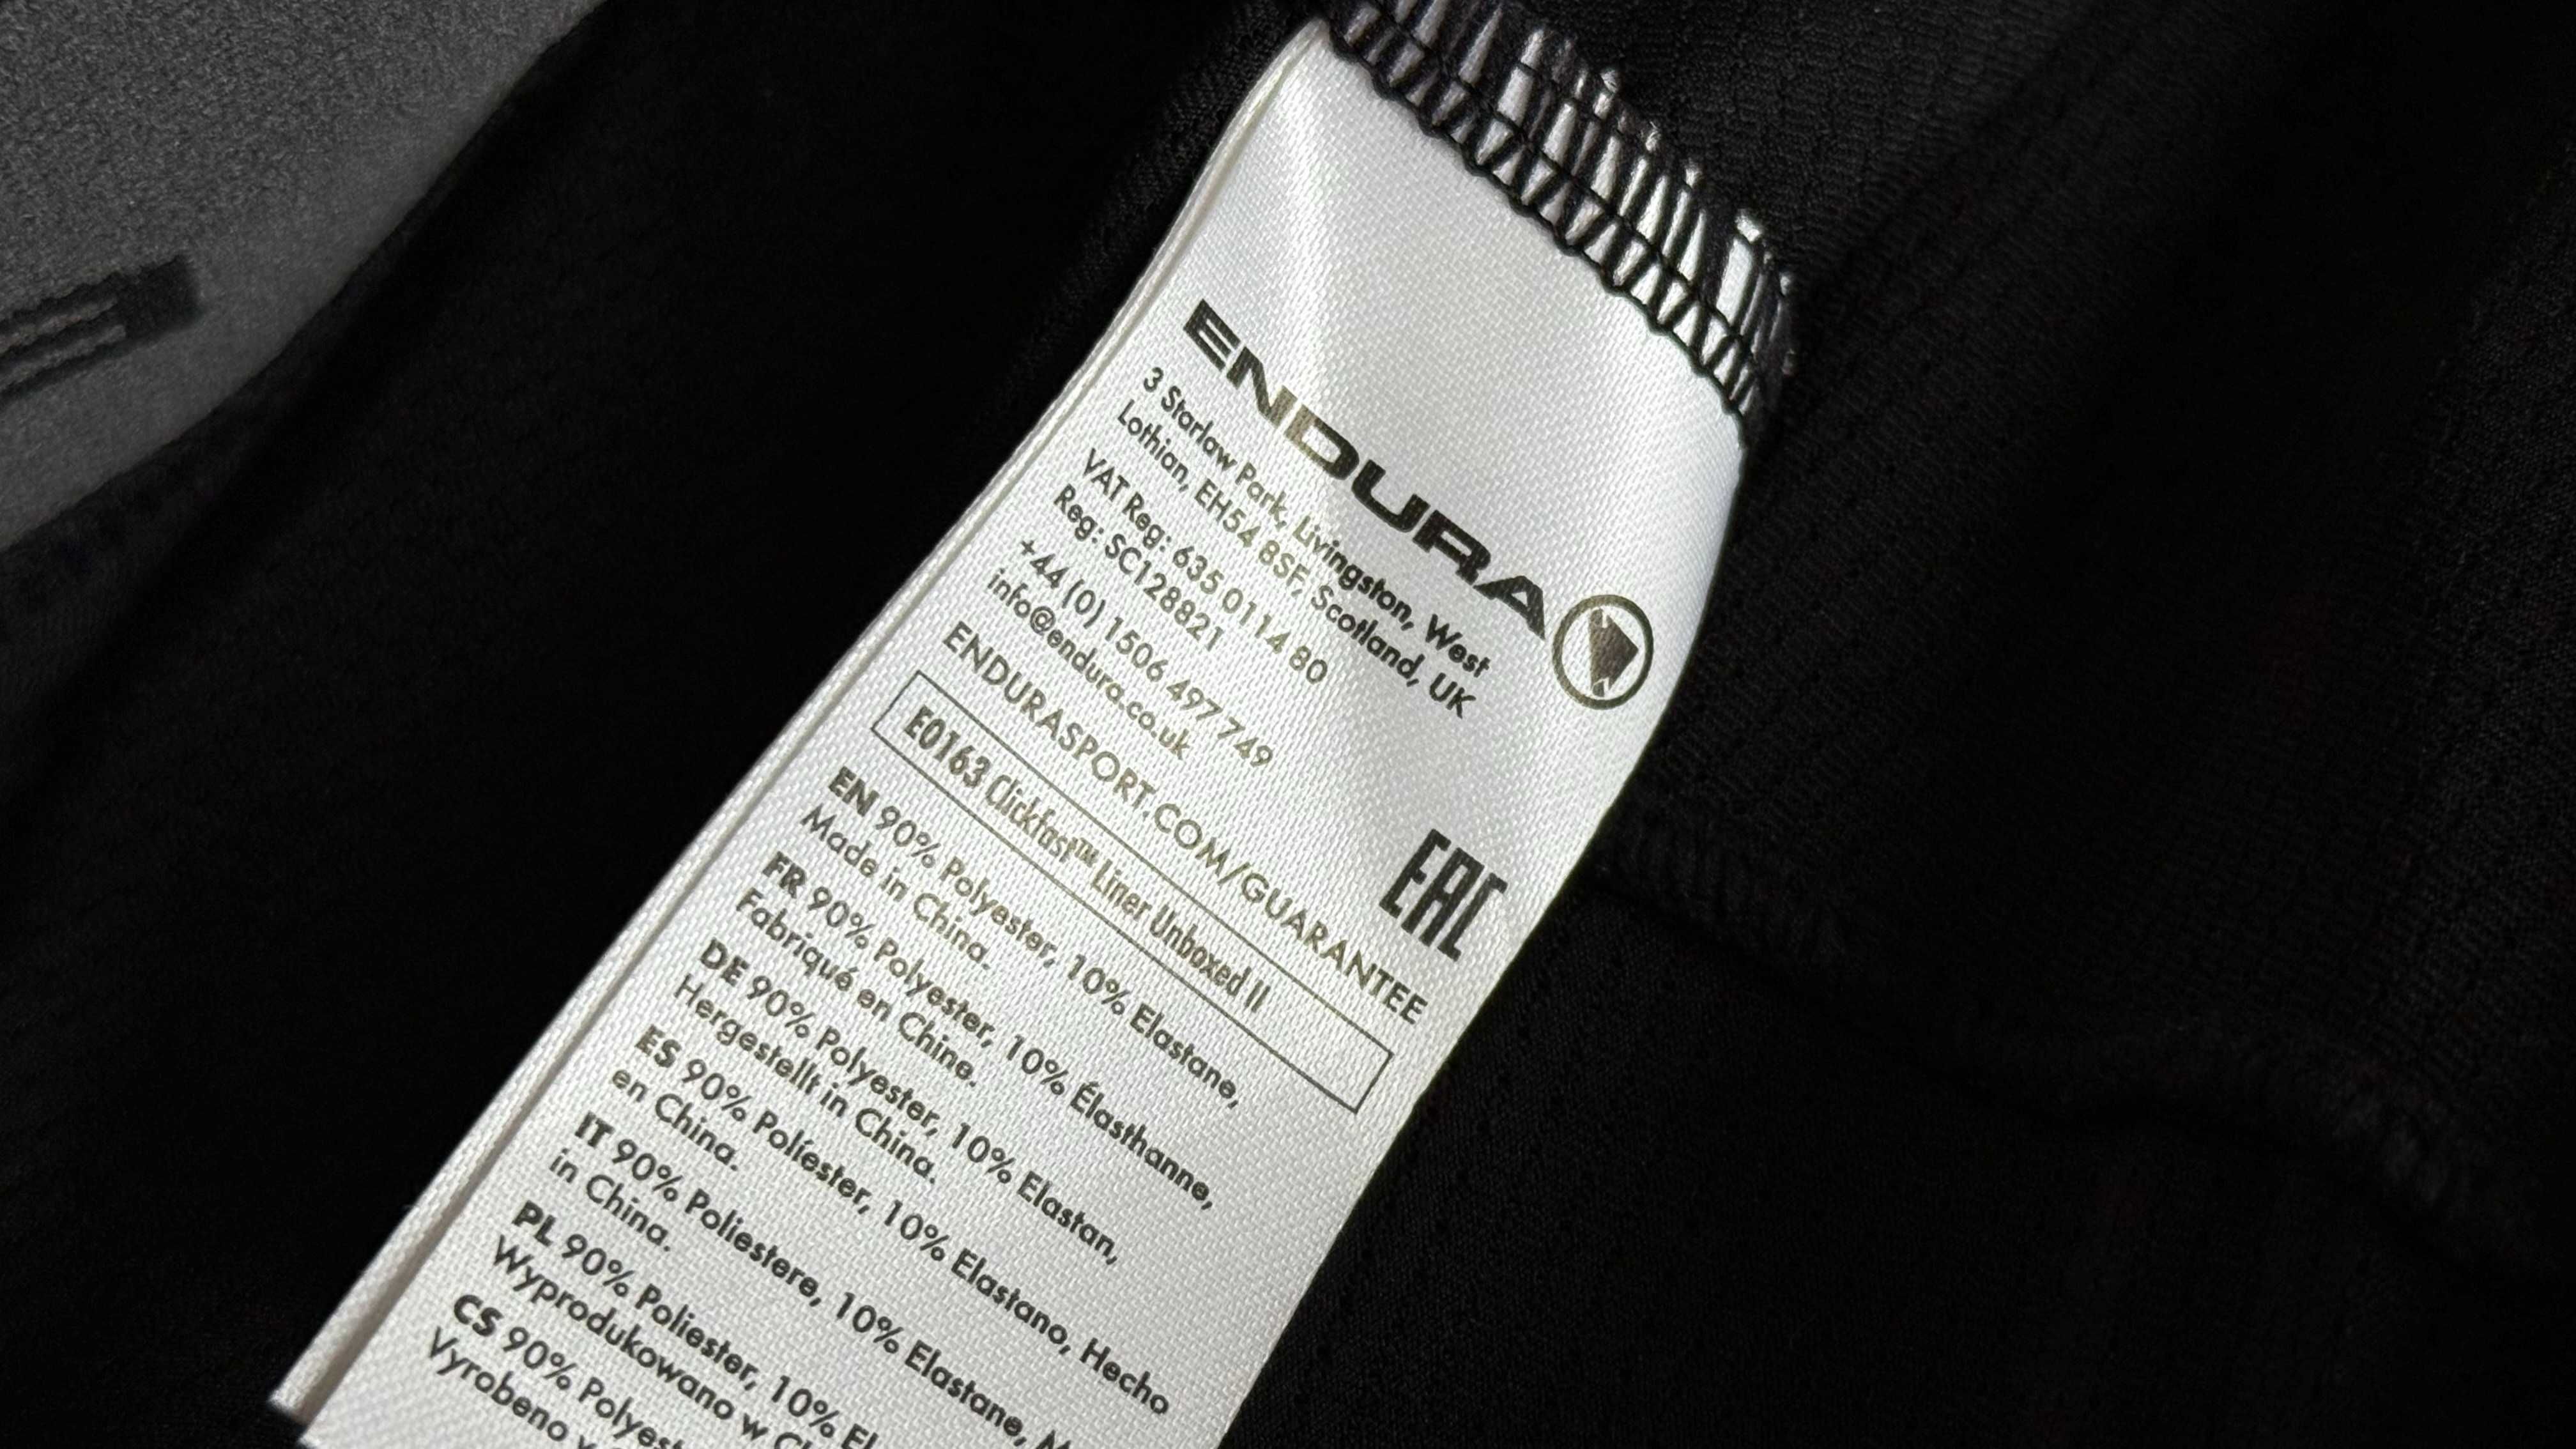 ENDURA
3 Starlaw Park, Livingston, West
Lothian, EH54 8SF, Scotland, UK
VAT Reg: 635 0114 80
Reg: SC128821
+44 (0) 1506 497 749
info@endura.co.uk
EAC
ENDURASPORT.COM/GUARANTEE
E0163 Clickfast™ Liner Unboxed II
EN 90% Polyester, 10% Elastane,
Made in China.
FR 90% Polyester, 10% Élasthanne,
Fabriqué en Chine.
DE 90% Polyester, 10% Elastan,
Hergestellt in China.
ES 90% Políester, 10% Elastano, Hecho
en China.
IT 90% Poliestere, 10% Elastane,
in China.
PL 90% Poliester, 10%
Wyprodukowano w
CS 90%
Vyrobeno